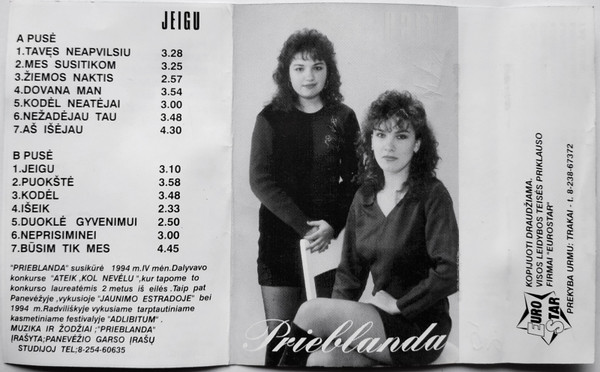 JEIGU
A PUSĖ
1.TAVĘS NEAPVILSIU 3.28
2.MES SUSITIKOM 3.25
3.ŽIEMOS NAKTIS 2.57
4.DOVANA MAN 3.54
5.KODĖL NEATĖJAI 3.00
6.NEŽADĖJAU TAU 3.48
7.AŠ IŠĖJAU 4.30
B PUSĖ
1.JEIGU 3.10
2.PUOKŠTĖ 3.58
3.KODĖL 3.48
4.IŠEIK 2.33
5.DUOKLĖ GYVENIMUI 2.50
6.NEPRISIMINEI 3.00
7.BŪSIM TIK MES 4.45
"PRIEBLANDA" susikūrė 1994 m.IV mėn.Dalyvavo
konkurse "ATEIK ,KOL NEVĖLU",kur tapome to
konkurso laureatėmis 2 metus iš eilės .Taip pat
Panevėžyje ,vykusioje "JAUNIMO ESTRADOJE" bei
1994 m.Radviliškyje vykusiame tarptautiniame
kasmetiniame festivalyje "ADLIBITUM" .
MUZIKA IR ŽODŽIAI ;"PRIEBLANDA"
ĮRAŠYTA;PANEVĖŽIO GARSO ĮRAŠŲ
STUDIJOJ TEL;8-254-60635
Prieblanda
EURO
STAR
KOPIJUOTI DRAUDŽIAMA.
VISOS LEIDYBOS TEISĖS PRIKLAUSO
FIRMAI "EUROSTAR"
PREKYBA URMU: TRAKAI - t. 8-238-67372